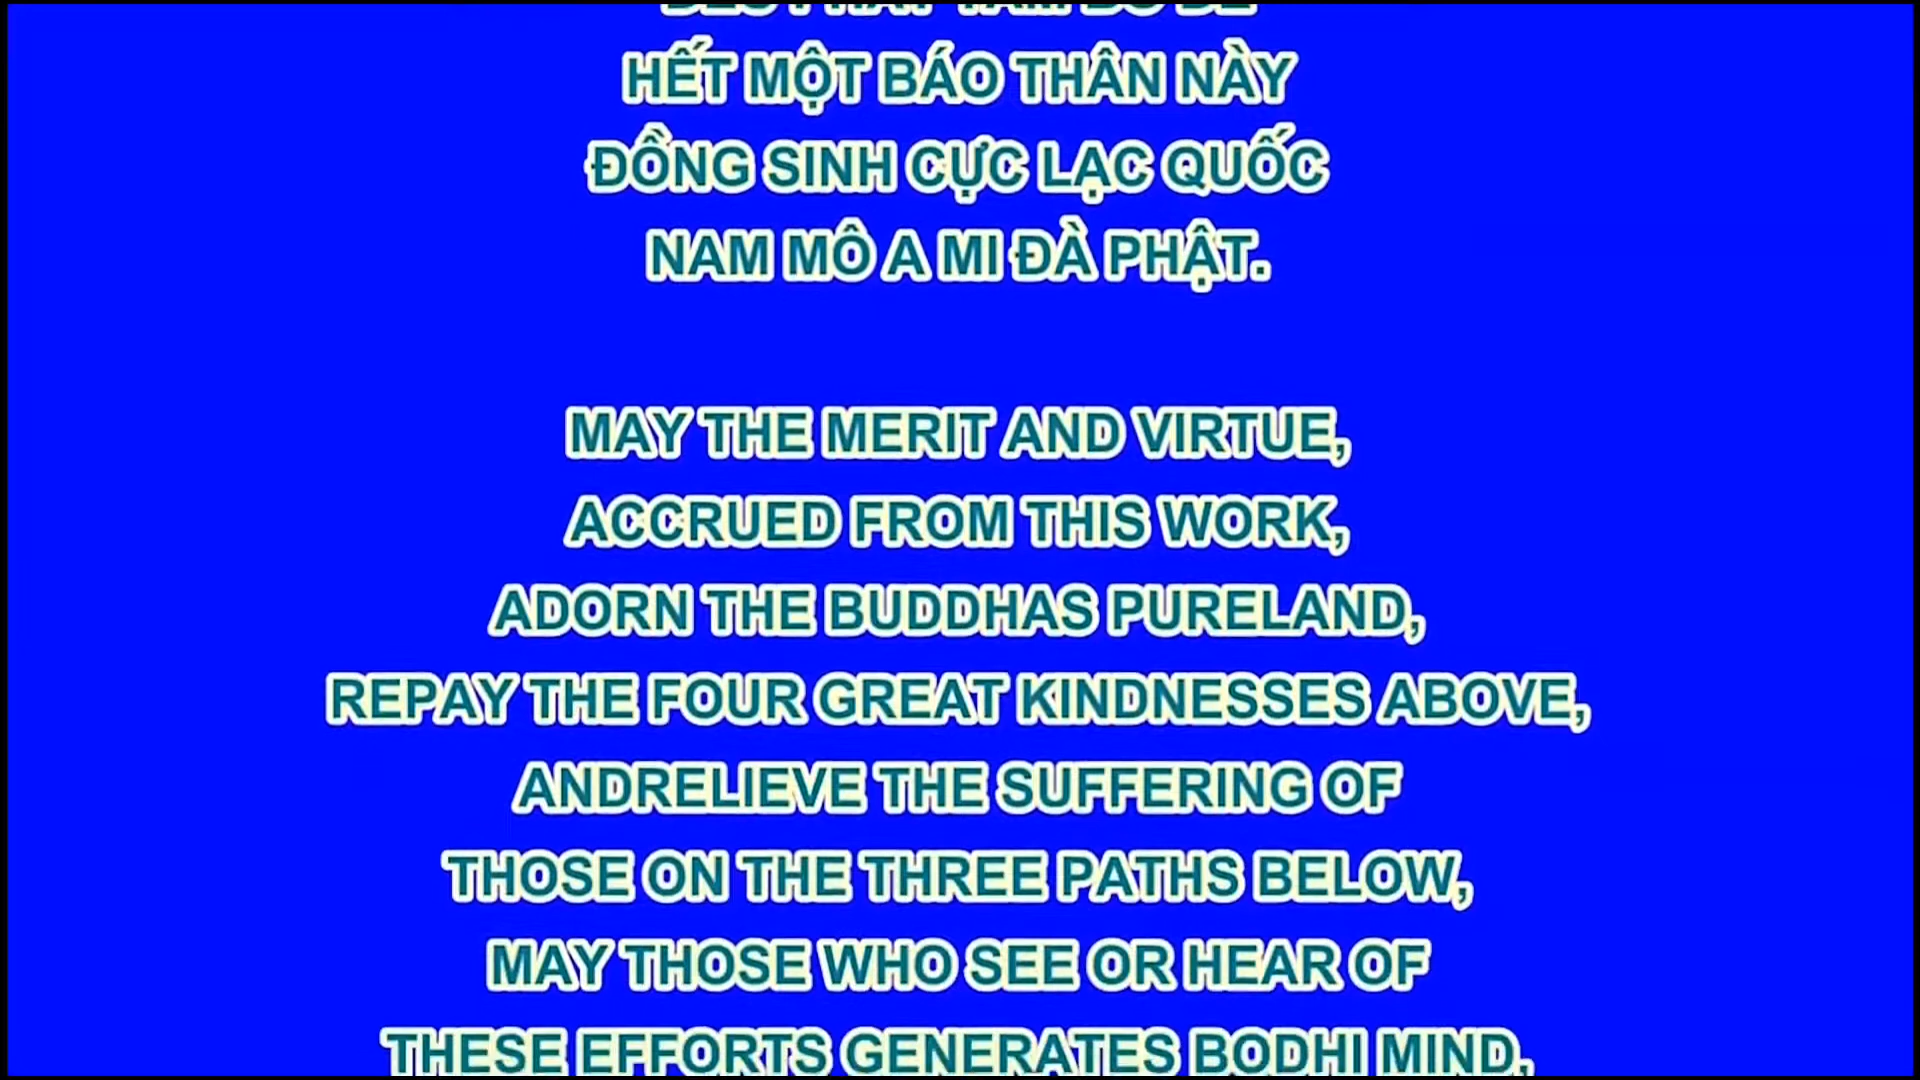 HẾT MỘT BÁO THÂN NÀY
ĐỒNG SINH CỰC LẠC QUỐC
NAM MÔ A MI ĐÀ PHẬT.
MAY THE MERIT AND VIRTUE,
ACCRUED FROM THIS WORK,
ADORN THE BUDDHAS PURELAND,
REPAY THE FOUR GREAT KINDNESSES ABOVE,
ANDRELIEVE THE SUFFERING OF
THOSE ON THE THREE PATHS BELOW,
MAY THOSE WHO SEE OR HEAR OF
THESE EFFORTS GENERATES BODHI MIND,